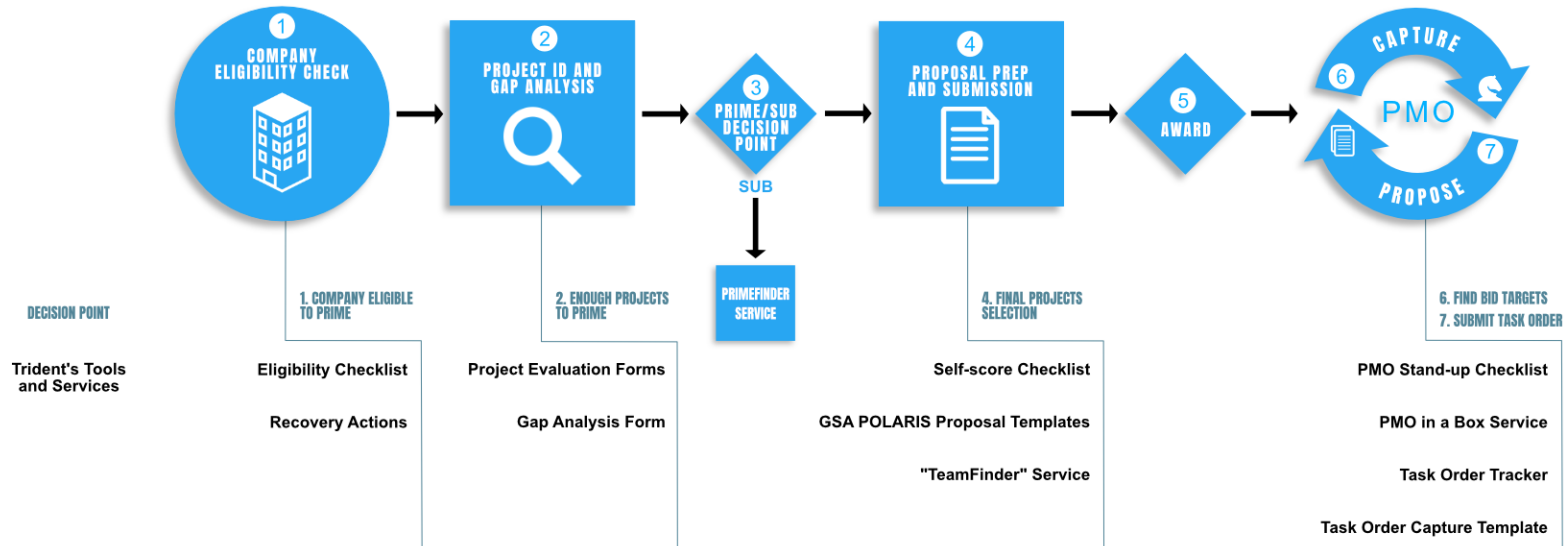 1
COMPANY
ELIGIBILITY CHECK
2
PROJECT ID AND
GAP ANALYSIS
3
PRIME/SUB
DECISION
POINT
SUB
PRIMEFINDER
SERVICE
4
PROPOSAL PREP
AND SUBMISSION
5
AWARD
CAPTURE
6
PMO
7
PROPOSE
DECISION POINT
1. COMPANY ELIGIBLE
TO PRIME
2. ENOUGH PROJECTS
TO PRIME
4. FINAL PROJECTS
SELECTION
6. FIND BID TARGETS
7. SUBMIT TASK ORDER
Trident's Tools
and Services
Eligibility Checklist
Recovery Actions
Project Evaluation Forms
Gap Analysis Form
Self-score Checklist
GSA POLARIS Proposal Templates
"TeamFinder" Service
PMO Stand-up Checklist
PMO in a Box Service
Task Order Tracker
Task Order Capture Template